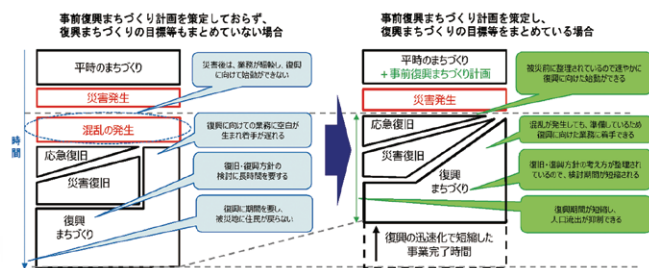 事前復興まちづくり計画を策定しておらず、
復興まちづくりの目標等もまとめていない場合
平時のまちづくり
災害発生
混乱の発生
応急復旧
災害復旧
復興
まちづくり
時間
災害後は、業務が輻輳し、復興
に向けて始動ができない
復興に向けての業務に空白が
生まれ着手が遅れる
復旧・復興方針の
検討に長時間を要する
復興に期間を要し、
被災地に住民が戻らない
事前復興まちづくり計画を策定し、
復興まちづくりの目標等をまとめている場合
平時のまちづくり
+事前復興まちづくり計画
災害発生
応急復旧
災害復旧
復興
まちづくり
復興の迅速化で短縮した
事業完了時間
被災前に整理されているので速やかに
復興に向けた始動ができる
混乱が発生しても、準備しているため
復興に向けた業務に着手できる
復旧・復興方針の考え方が整理され
ているので、検討期間が短縮される
復興期間が短縮し、
人口流出が抑制できる